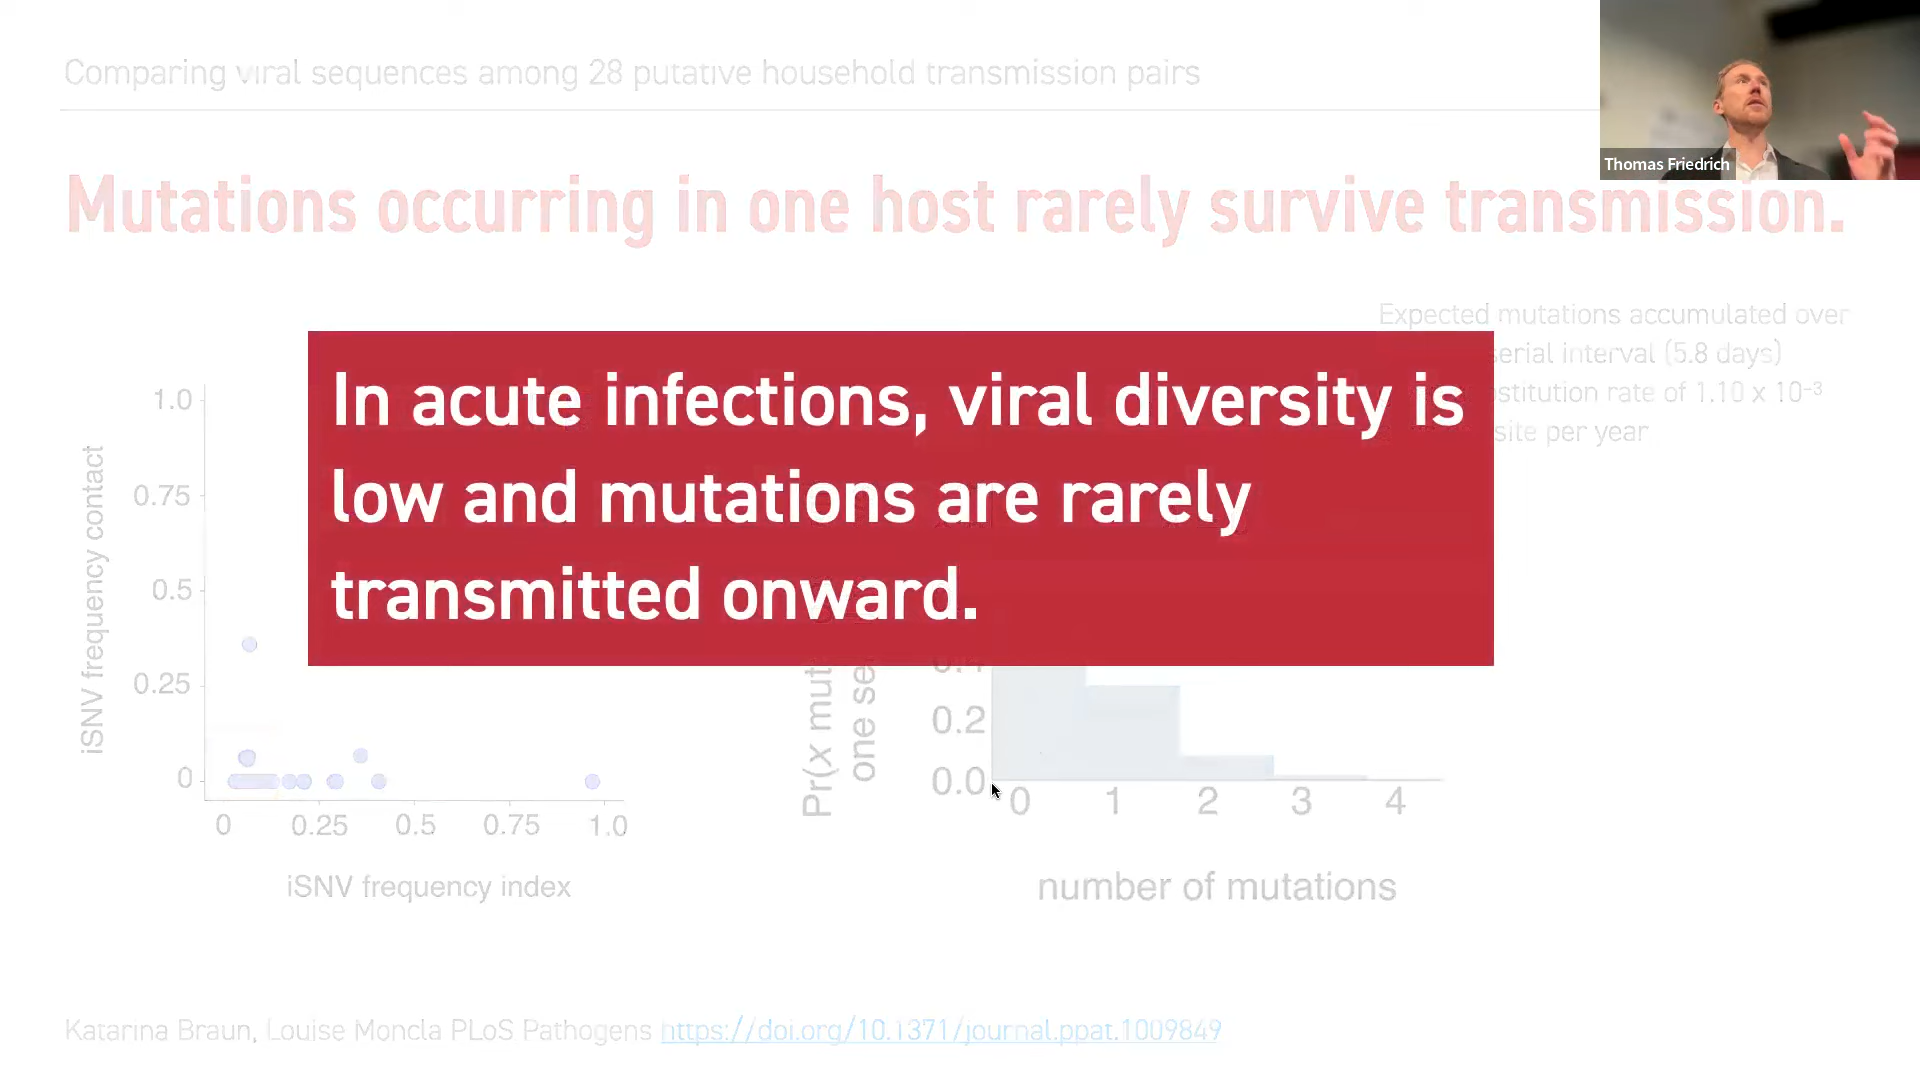 Comparing viral sequences among 28 putative household transmission pairs
Thomas Friedrich
Mutations occurring in one host rarely survive transmission.
Expected mutations accumulated over
serial interval (5.8 days)
rate of 1.10 x 10⁻³
site per year
In acute infections, viral diversity is
low and mutations are rarely
transmitted onward.
iSNV frequency contact
1.0
0.75
0.5
0.25
0
0 0.25 0.5 0.75 1.0
iSNV frequency index
Pr(x
one
0.4
0.2
0.0
0 1 2 3 4
number of mutations
Katarina Braun, Louise Moncla PLoS Pathogens https://doi.org/10.1371/journal.ppat.1009849